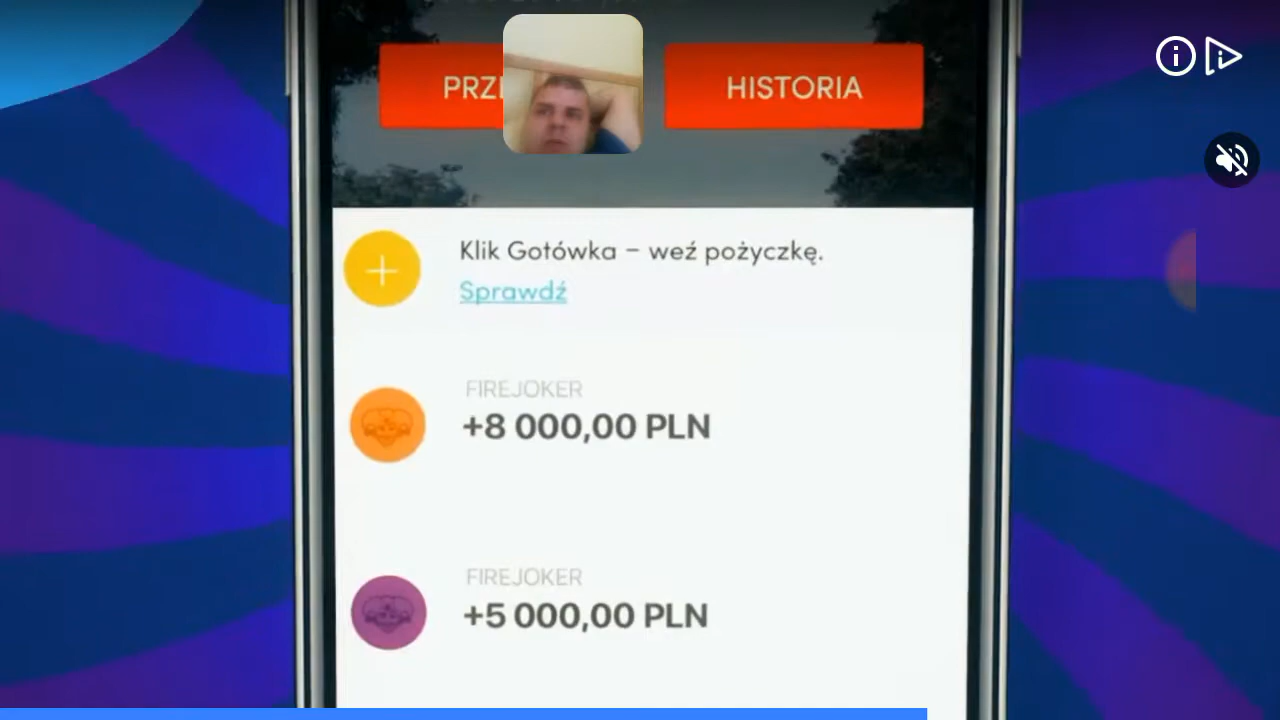 HISTORIA
Klik Gotówka – weź pożyczkę.
Sprawdź
FIREJOKER
+8 000,00 PLN
FIREJOKER
+5 000,00 PLN